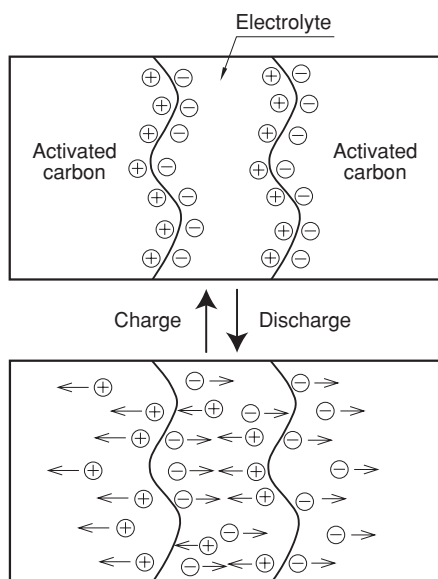 Electrolyte
Activated
carbon
Activated
carbon
Charge
Discharge